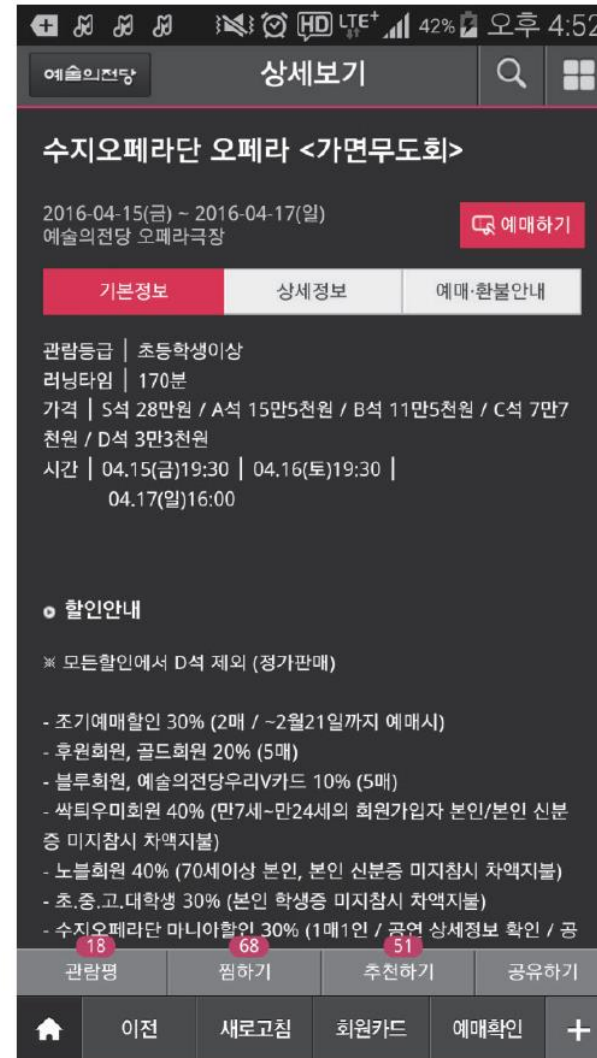 HD LTE+ 42% 오후 4:52
예술의전당 상세보기
수지오페라단 오페라 <가면무도회>
2016-04-15(금) ~ 2016-04-17(일)
예술의전당 오페라극장
예매하기
기본정보 상세정보 예매·환불안내
관람등급 | 초등학생이상
러닝타임 | 170분
가격 | S석 28만원 / A석 15만5천원 / B석 11만5천원 / C석 7만7
천원 / D석 3만3천원
시간 | 04.15(금)19:30 | 04.16(토)19:30 |
04.17(일)16:00
할인안내
※ 모든할인에서 D석 제외 (정가판매)
- 조기예매할인 30% (2매 / ~2월21일까지 예매시)
- 후원회원, 골드회원 20% (5매)
- 블루회원, 예술의전당우리V카드 10% (5매)
- 싹틔우미회원 40% (만7세~만24세의 회원가입자 본인/본인 신분
증 미지참시 차액지불)
- 노블회원 40% (70세이상 본인, 본인 신분증 미지참시 차액지불)
- 초.중.고.대학생 30% (본인 학생증 미지참시 차액지불)
- 수지오페라단 마니아할인 30% (1매1인 / 공연 상세정보 확인 / 공
18 68 51
관람평 찜하기 추천하기 공유하기
이전 새로고침 회원카드 예매확인 +